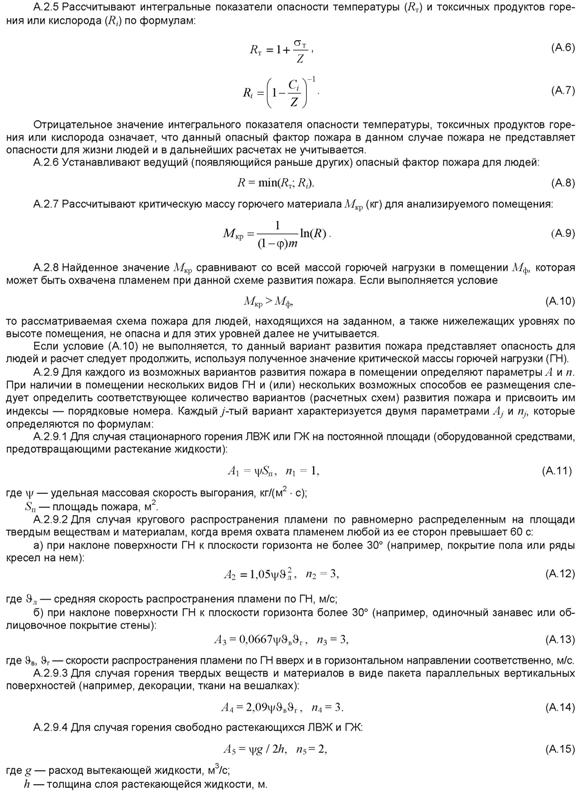 А.2.5 Рассчитывают интегральные показатели опасности температуры (Rт) и токсичных продуктов горе-
ния или кислорода (Ri) по формулам:
Rт = 1 + σт / Z , (А.6)
Ri = (1 − Ci / Z)^−1 . (А.7)
Отрицательное значение интегрального показателя опасности температуры, токсичных продуктов горе-
ния или кислорода означает, что данный опасный фактор пожара в данном случае пожара не представляет
опасности для жизни людей и в дальнейших расчетах не учитывается.
А.2.6 Устанавливают ведущий (появляющийся раньше других) опасный фактор пожара для людей:
R = min(Rт; Ri). (А.8)
А.2.7 Рассчитывают критическую массу горючего материала Mкр (кг) для анализируемого помещения:
Mкр = 1 / ((1−φ)m) ln(R) . (А.9)
А.2.8 Найденное значение Mкр сравнивают со всей массой горючей нагрузки в помещении Mф, которая
может быть охвачена пламенем при данной схеме развития пожара. Если выполняется условие
Mкр > Mф, (А.10)
то рассматриваемая схема пожара для людей, находящихся на заданном, а также нижележащих уровнях по
высоте помещения, не опасна и для этих уровней далее не учитывается.
Если условие (А.10) не выполняется, то данный вариант развития пожара представляет опасность для
людей и расчет следует продолжить, используя полученное значение критической массы горючей нагрузки (ГН).
А.2.9 Для каждого из возможных вариантов развития пожара в помещении определяют параметры A и n.
При наличии в помещении нескольких видов ГН и (или) нескольких возможных способов ее размещения сле-
дует определить соответствующее количество вариантов (расчетных схем) развития пожара и присвоить им
индексы — порядковые номера. Каждый j-тый вариант характеризуется двумя параметрами Aj и nj, которые
определяются по формулам:
А.2.9.1 Для случая стационарного горения ЛВЖ или ГЖ на постоянной площади (оборудованной средствами,
предотвращающими растекание жидкости):
A1 = ψSп, n1 = 1, (А.11)
где ψ — удельная массовая скорость выгорания, кг/(м² · с);
Sп — площадь пожара, м².
А.2.9.2 Для случая кругового распространения пламени по равномерно распределенным на площади
твердым веществам и материалам, когда время охвата пламенем любой из ее сторон превышает 60 с:
а) при наклоне поверхности ГН к плоскости горизонта не более 30° (например, покрытие пола или ряды
кресел на нем):
A2 = 1,05ψϑл², n2 = 3, (А.12)
где ϑл — средняя скорость распространения пламени по ГН, м/с;
б) при наклоне поверхности ГН к плоскости горизонта более 30° (например, одиночный занавес или об-
лицовочное покрытие стены):
A3 = 0,0667ψϑвϑг , n3 = 3, (А.13)
где ϑв, ϑг — скорости распространения пламени по ГН вверх и в горизонтальном направлении соответственно, м/с.
А.2.9.3 Для случая горения твердых веществ и материалов в виде пакета параллельных вертикальных
поверхностей (например, декорации, ткани на вешалках):
A4 = 2,09ψϑвϑг , n4 = 3. (А.14)
А.2.9.4 Для случая горения свободно растекающихся ЛВЖ и ГЖ:
A5 = ψg / 2h, n5 = 2, (А.15)
где g — расход вытекающей жидкости, м³/с;
h — толщина слоя растекающейся жидкости, м.